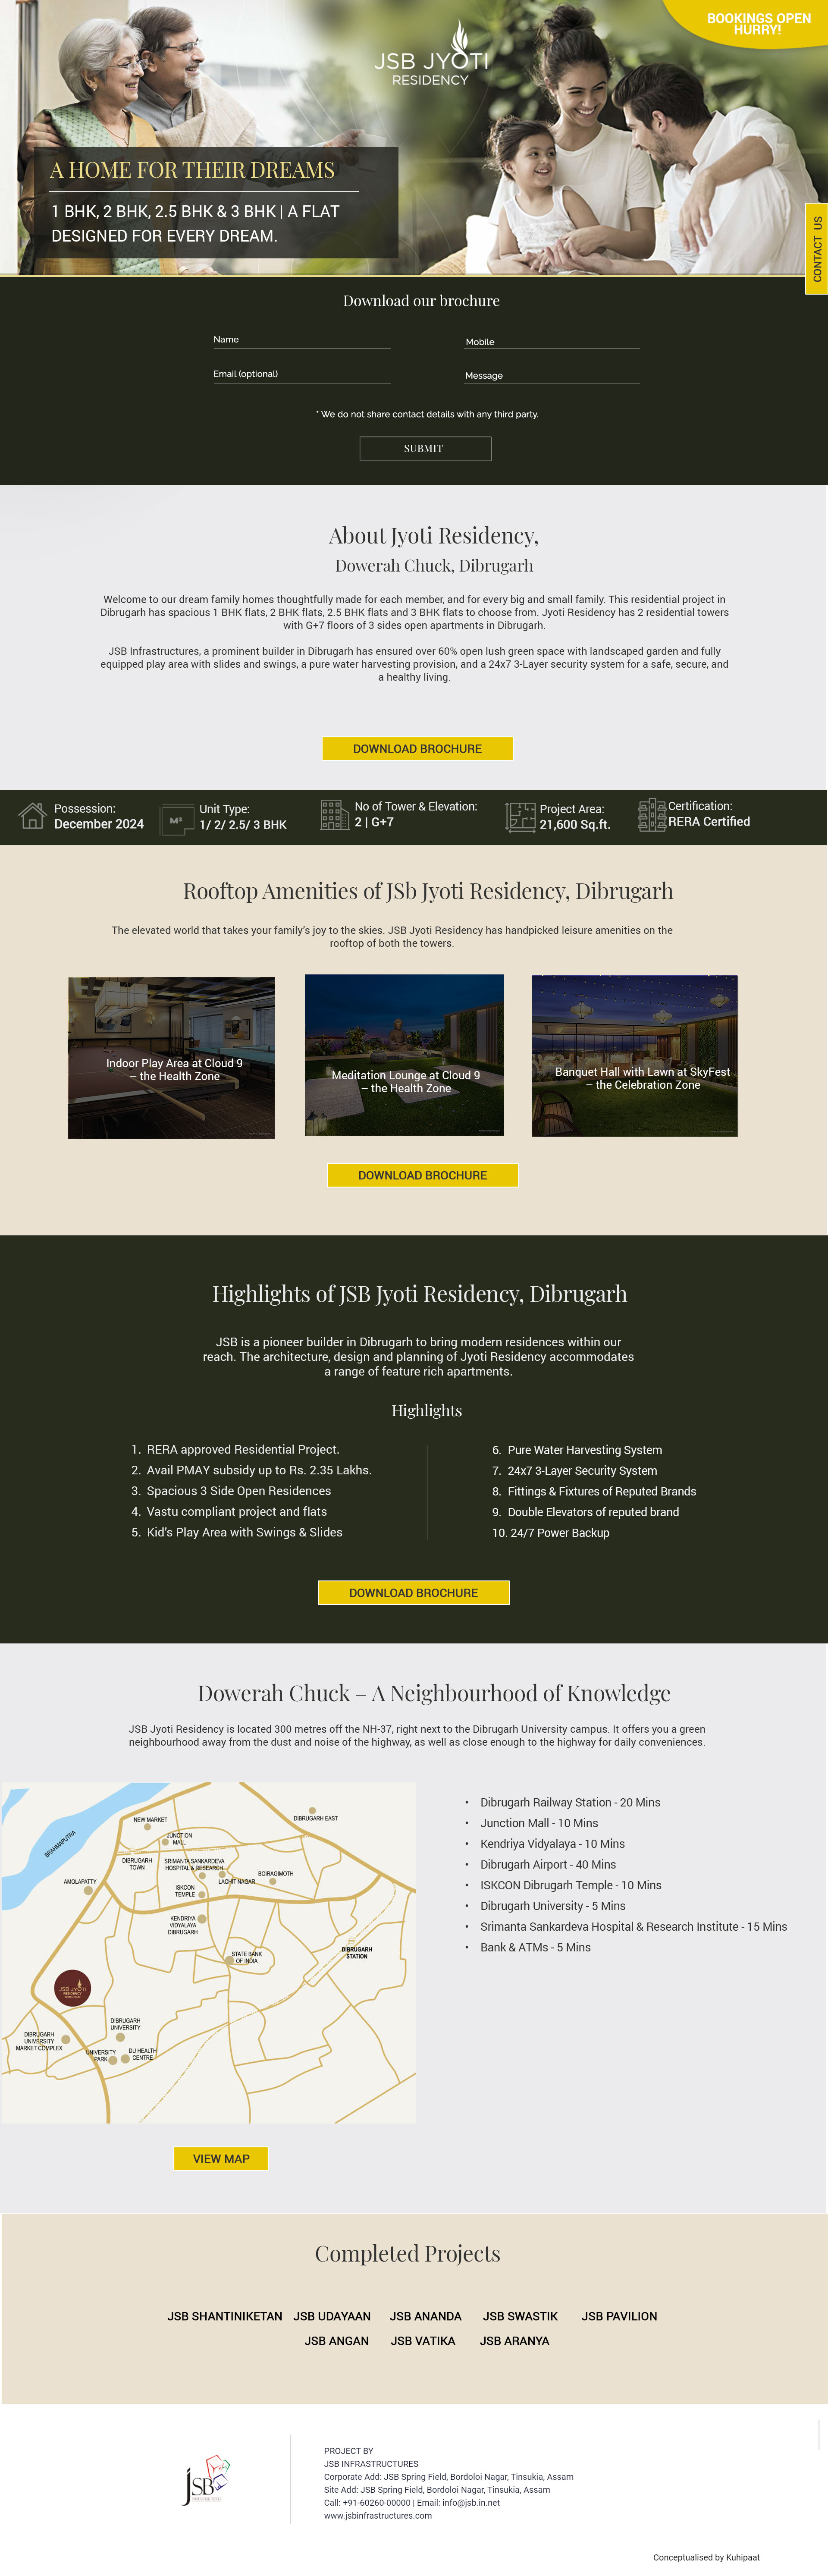 BOOKINGS OPEN
HURRY!
JSB JYOTI
RESIDENCY
A HOME FOR THEIR DREAMS
1 BHK, 2 BHK, 2.5 BHK & 3 BHK | A FLAT
DESIGNED FOR EVERY DREAM.
CONTACT US
Download our brochure
Name
Mobile
Email (optional)
Message
* We do not share contact details with any third party.
SUBMIT
About Jyoti Residency,
Dowerah Chuck, Dibrugarh
Welcome to our dream family homes thoughtfully made for each member, and for every big and small family. This residential project in
Dibrugarh has spacious 1 BHK flats, 2 BHK flats, 2.5 BHK flats and 3 BHK flats to choose from. Jyoti Residency has 2 residential towers
with G+7 floors of 3 sides open apartments in Dibrugarh.
JSB Infrastructures, a prominent builder in Dibrugarh has ensured over 60% open lush green space with landscaped garden and fully
equipped play area with slides and swings, a pure water harvesting provision, and a 24x7 3-Layer security system for a safe, secure, and
a healthy living.
DOWNLOAD BROCHURE
Possession:
December 2024
M²
Unit Type:
1/ 2/ 2.5/ 3 BHK
No of Tower & Elevation:
2 | G+7
Project Area:
21,600 Sq.ft.
Certification:
RERA Certified
Rooftop Amenities of JSb Jyoti Residency, Dibrugarh
The elevated world that takes your family's joy to the skies. JSB Jyoti Residency has handpicked leisure amenities on the
rooftop of both the towers.
Indoor Play Area at Cloud 9
– the Health Zone
Meditation Lounge at Cloud 9
– the Health Zone
Banquet Hall with Lawn at SkyFest
– the Celebration Zone
DOWNLOAD BROCHURE
Highlights of JSB Jyoti Residency, Dibrugarh
JSB is a pioneer builder in Dibrugarh to bring modern residences within our
reach. The architecture, design and planning of Jyoti Residency accommodates
a range of feature rich apartments.
Highlights
1. RERA approved Residential Project.
2. Avail PMAY subsidy up to Rs. 2.35 Lakhs.
3. Spacious 3 Side Open Residences
4. Vastu compliant project and flats
5. Kid's Play Area with Swings & Slides
6. Pure Water Harvesting System
7. 24x7 3-Layer Security System
8. Fittings & Fixtures of Reputed Brands
9. Double Elevators of reputed brand
10. 24/7 Power Backup
DOWNLOAD BROCHURE
Dowerah Chuck – A Neighbourhood of Knowledge
JSB Jyoti Residency is located 300 metres off the NH-37, right next to the Dibrugarh University campus. It offers you a green
neighbourhood away from the dust and noise of the highway, as well as close enough to the highway for daily conveniences.
BRAHMAPUTRA
NEW MARKET
DIBRUGARH EAST
JUNCTION
MALL
DIBRUGARH
TOWN
SRIMANTA SANKARDEVA
HOSPITAL & RESEARCH
BOIRAGIMOTH
AMOLAPATTY
LACHIT NAGAR
ISKCON
TEMPLE
KENDRIYA
VIDYALAYA
DIBRUGARH
STATE BANK
OF INDIA
DIBRUGARH
STATION
JSB JYOTI
RESIDENCY
DIBRUGARH
UNIVERSITY
DIBRUGARH
UNIVERSITY
MARKET COMPLEX
UNIVERSITY
PARK
DU HEALTH
CENTRE
• Dibrugarh Railway Station - 20 Mins
• Junction Mall - 10 Mins
• Kendriya Vidyalaya - 10 Mins
• Dibrugarh Airport - 40 Mins
• ISKCON Dibrugarh Temple - 10 Mins
• Dibrugarh University - 5 Mins
• Srimanta Sankardeva Hospital & Research Institute - 15 Mins
• Bank & ATMs - 5 Mins
VIEW MAP
Completed Projects
JSB SHANTINIKETAN JSB UDAYAAN JSB ANANDA JSB SWASTIK JSB PAVILION
JSB ANGAN JSB VATIKA JSB ARANYA
JSB
PROJECT BY
JSB INFRASTRUCTURES
Corporate Add: JSB Spring Field, Bordoloi Nagar, Tinsukia, Assam
Site Add: JSB Spring Field, Bordoloi Nagar, Tinsukia, Assam
Call: +91-60260-00000 | Email: info@jsb.in.net
www.jsbinfrastructures.com
Conceptualised by Kuhipaat